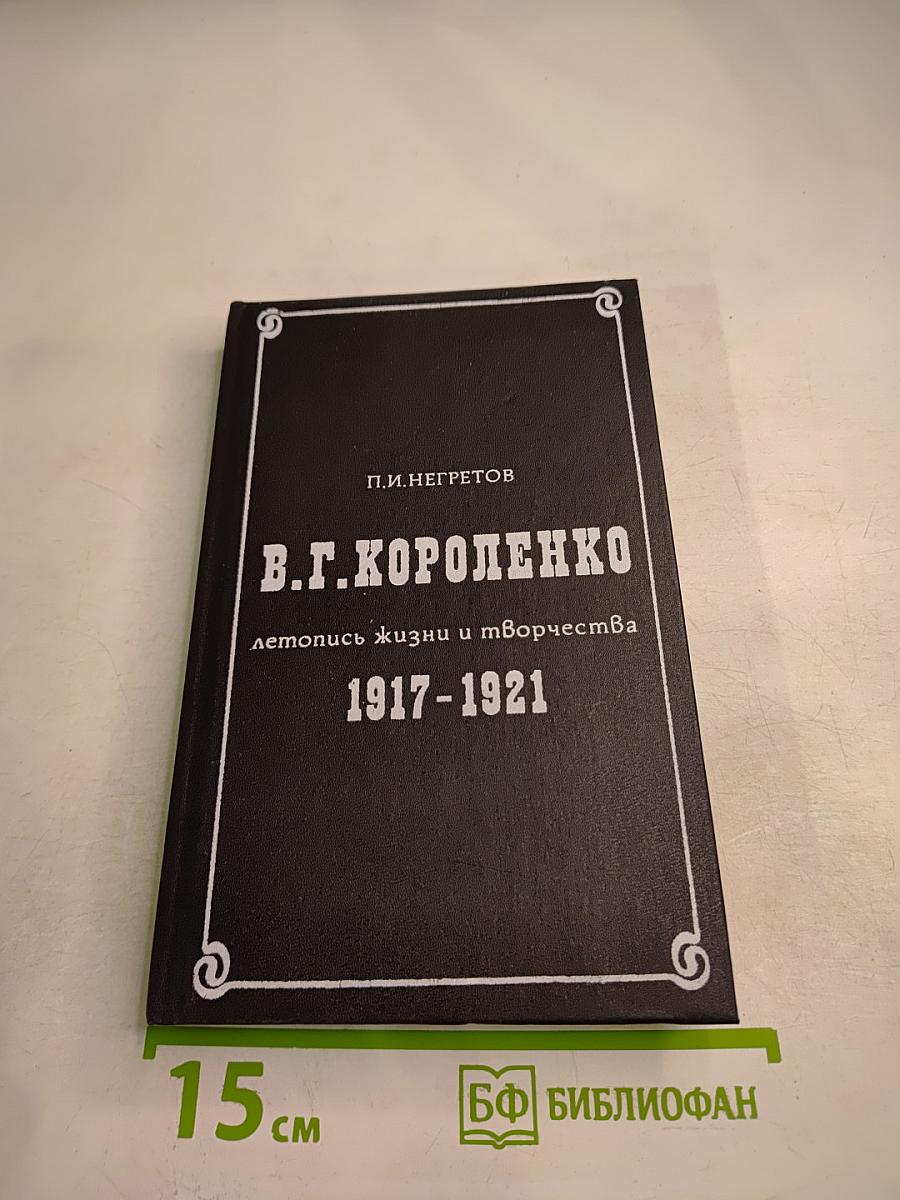 П.И.НЕГРЕТОВ
В.Г.КОРОЛЕНКО
летопись жизни и творчества
1917-1921
15 см
БФ БИБЛИОФАН